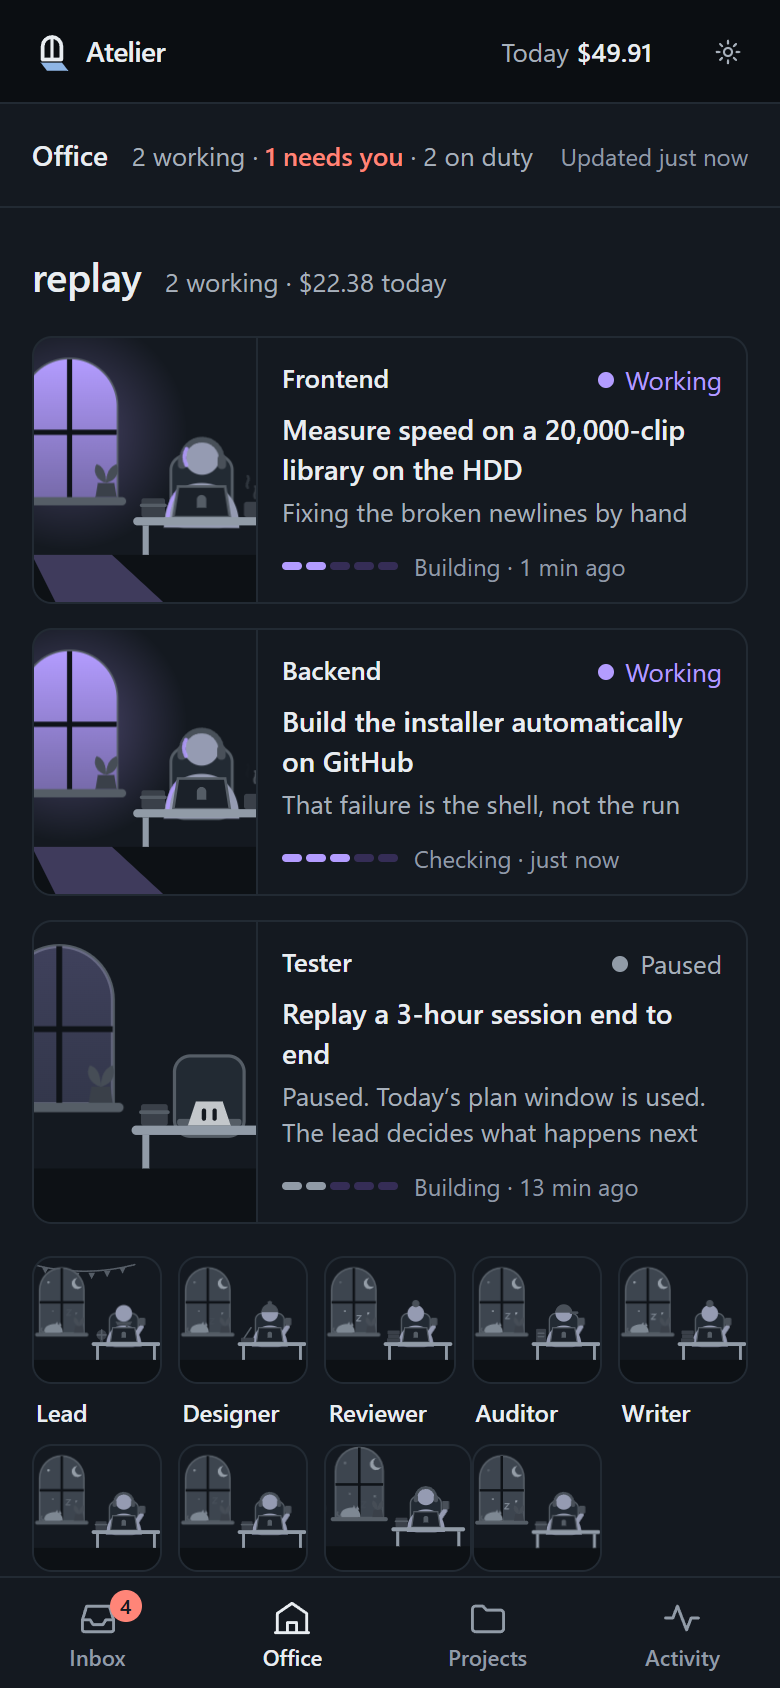 Atelier
Today $49.91
Office 2 working · 1 needs you · 2 on duty Updated just now
replay 2 working · $22.38 today
Frontend Working
Measure speed on a 20,000-clip
library on the HDD
Fixing the broken newlines by hand
Building · 1 min ago
Backend Working
Build the installer automatically
on GitHub
That failure is the shell, not the run
Checking · just now
Tester Paused
Replay a 3-hour session end to
end
Paused. Today’s plan window is used.
The lead decides what happens next
Building · 13 min ago
Lead Designer Reviewer Auditor Writer
4
Inbox Office Projects Activity